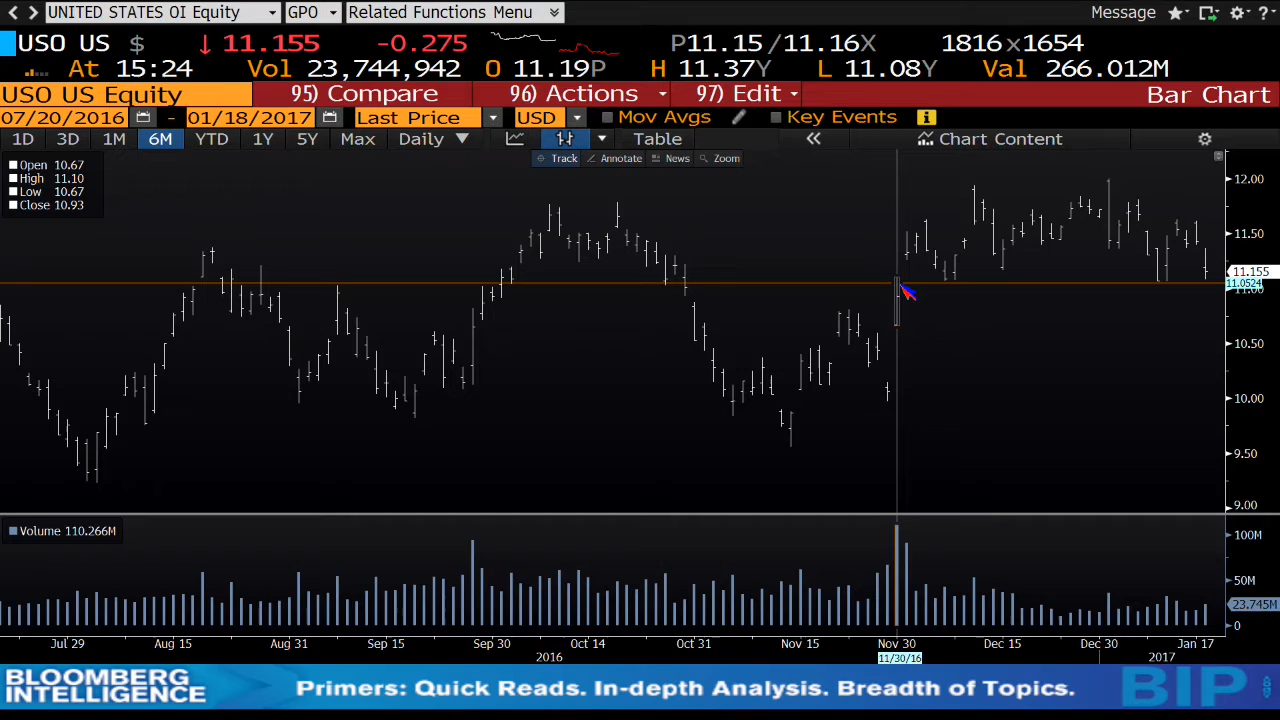 UNITED STATES OI Equity GPO Related Functions Menu Message ?
USO US $ ↓ 11.155 -0.275 P11.15/11.16X 1816x1654
At 15:24 Vol 23,744,942 O 11.19P H 11.37Y L 11.08Y Val 266.012M
USO US Equity 95) Compare 96) Actions 97) Edit Bar Chart
07/20/2016 - 01/18/2017 Last Price USD Mov Avgs Key Events i
1D 3D 1M 6M YTD 1Y 5Y Max Daily ▼ Table « Chart Content
Track Annotate News Zoom
Open 10.67
High 11.10
Low 10.67
Close 10.93
12.00
11.50
11.155
11.0524
11.00
10.50
10.00
9.50
9.00
Volume 110.266M
100M
50M
23.745M
0
Jul 29 Aug 15 Aug 31 Sep 15 Sep 30 Oct 14 Oct 31 Nov 15 Nov 30 Dec 15 Dec 30 Jan 17
2016 11/30/16 2017
BLOOMBERG
INTELLIGENCE
Primers: Quick Reads. In-depth Analysis. Breadth of Topics.
BIP